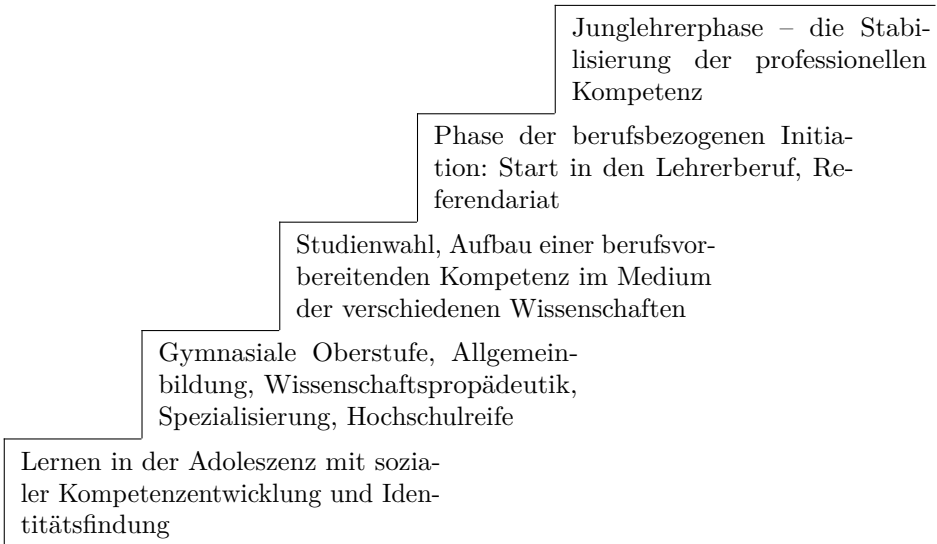 Junglehrerphase – die Stabi-
lisierung der professionellen
Kompetenz
Phase der berufsbezogenen Initia-
tion: Start in den Lehrerberuf, Re-
ferendariat
Studienwahl, Aufbau einer berufsvor-
bereitenden Kompetenz im Medium
der verschiedenen Wissenschaften
Gymnasiale Oberstufe, Allgemein-
bildung, Wissenschaftspropädeutik,
Spezialisierung, Hochschulreife
Lernen in der Adoleszenz mit sozia-
ler Kompetenzentwicklung und Iden-
titätsfindung